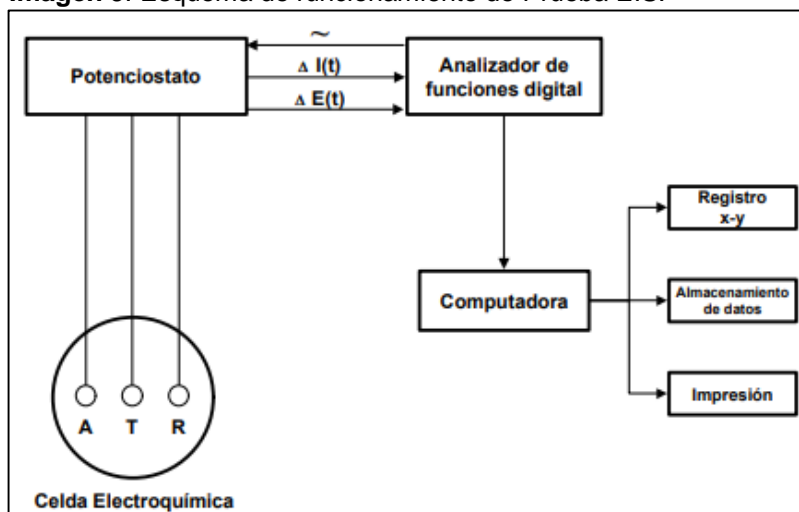 Imagen 3. Esquema de funcionamiento de Prueba EIS.
~
Potenciostato
Δ I(t)
Δ E(t)
Analizador de
funciones digital
Registro
x-y
Computadora
Almacenamiento
de datos
Impresión
A T R
Celda Electroquímica